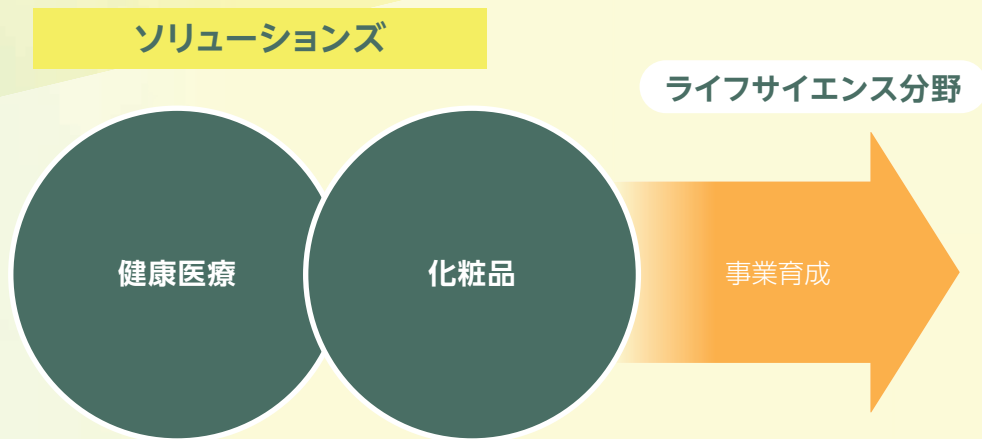 ソリューションズ
ライフサイエンス分野
健康医療
化粧品
事業育成